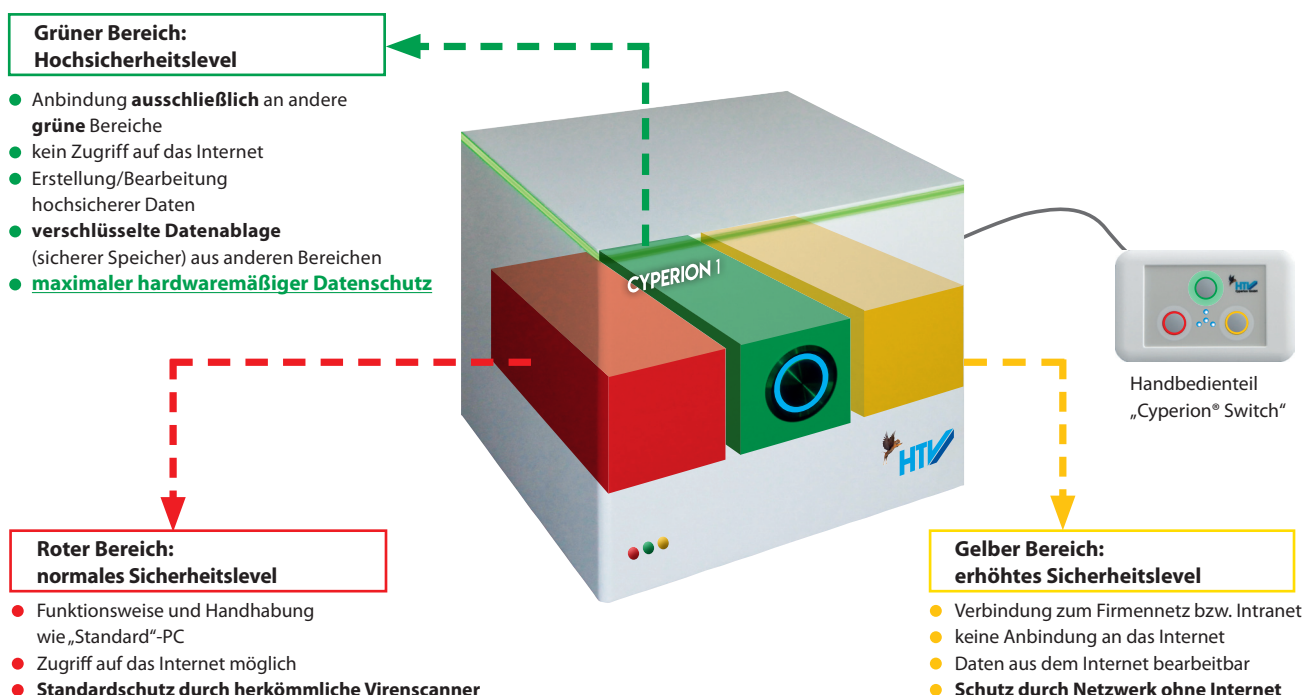 Grüner Bereich:
Hochsicherheitslevel
● Anbindung ausschließlich an andere
grüne Bereiche
● kein Zugriff auf das Internet
● Erstellung/Bearbeitung
hochsicherer Daten
● verschlüsselte Datenablage
(sicherer Speicher) aus anderen Bereichen
● maximaler hardwaremäßiger Datenschutz
CYPERION 1
HTV
HTV
Handbedienteil
„Cyperion® Switch“
Roter Bereich:
normales Sicherheitslevel
● Funktionsweise und Handhabung
wie „Standard“-PC
● Zugriff auf das Internet möglich
● Standardschutz durch herkömmliche Virenscanner
Gelber Bereich:
erhöhtes Sicherheitslevel
● Verbindung zum Firmennetz bzw. Intranet
● keine Anbindung an das Internet
● Daten aus dem Internet bearbeitbar
● Schutz durch Netzwerk ohne Internet